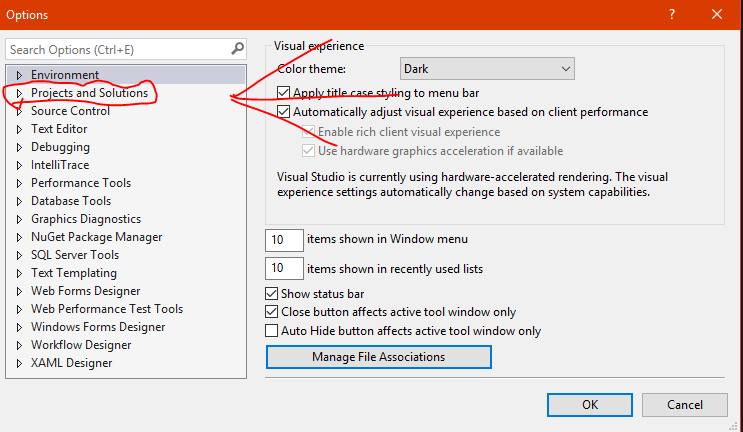 Options
Search Options (Ctrl+E)
Environment
Projects and Solutions
Source Control
Text Editor
Debugging
IntelliTrace
Performance Tools
Database Tools
Graphics Diagnostics
NuGet Package Manager
SQL Server Tools
Text Templating
Web Forms Designer
Web Performance Test Tools
Windows Forms Designer
Workflow Designer
XAML Designer
Visual experience
Color theme: Dark
Apply title case styling to menu bar
Automatically adjust visual experience based on client performance
Enable rich client visual experience
Use hardware graphics acceleration if available
Visual Studio is currently using hardware-accelerated rendering. The visual
experience settings automatically change based on system capabilities.
10 items shown in Window menu
10 items shown in recently used lists
Show status bar
Close button affects active tool window only
Auto Hide button affects active tool window only
Manage File Associations
OK Cancel